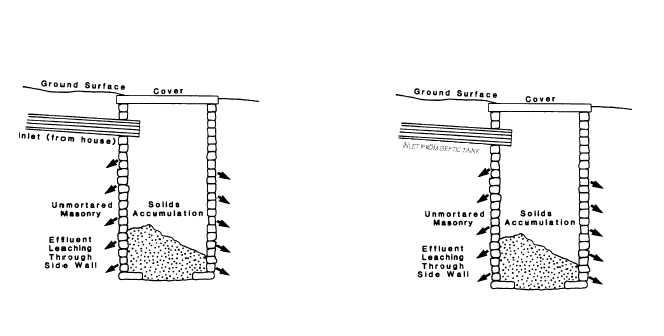 Ground Surface
Cover
Inlet (from house)
Unmortared
Masonry
Solids
Accumulation
Effluent
Leaching
Through
Side Wall
Ground Surface
Cover
INLET FROM SEPTIC TANK
Unmortared
Masonry
Solids
Accumulation
Effluent
Leaching
Through
Side Wall